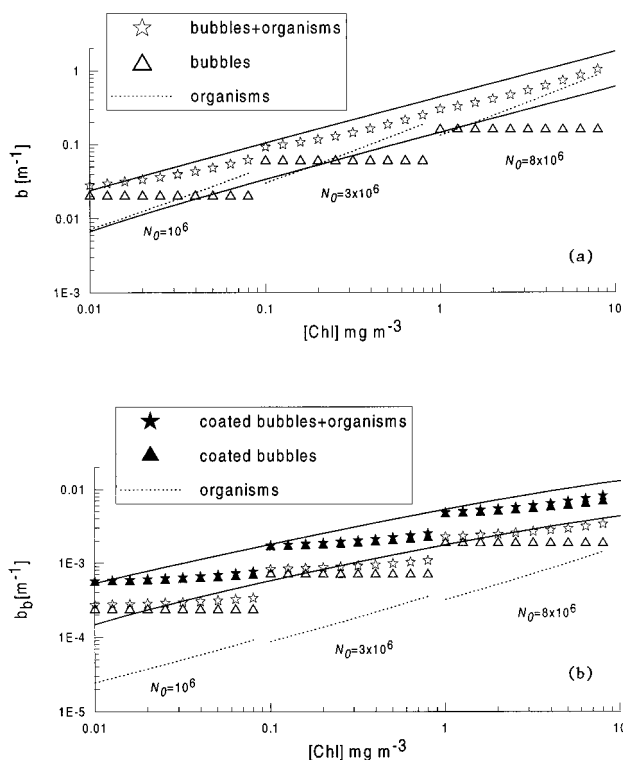 bubbles+organisms
bubbles
organisms
1
0.1
0.01
1E-3
b [m⁻¹]
N₀=10⁶
N₀=3x10⁶
N₀=8x10⁶
(a)
0.01 0.1 1 10
[Chl] mg m⁻³
coated bubbles+organisms
coated bubbles
organisms
0.01
1E-3
1E-4
1E-5
b_b[m⁻¹]
N₀=10⁶
N₀=3x10⁶
N₀=8x10⁶
(b)
0.01 0.1 1 10
[Chl] mg m⁻³